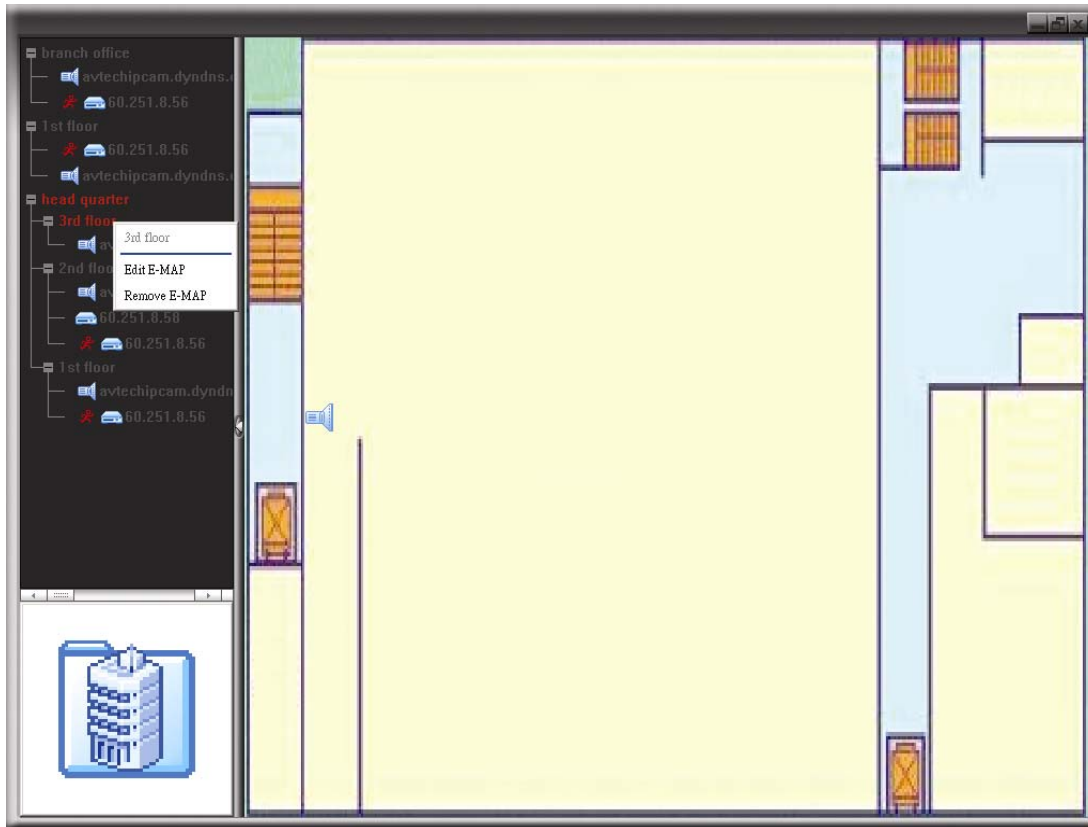 branch office
avtechipcam.dyndns.
60.251.8.56
1st floor
60.251.8.56
avtechipcam.dyndns.
head quarter
3rd floor
3rd floor
av
Edit E-MAP
2nd floo
av
Remove E-MAP
60.251.8.58
60.251.8.56
1st floor
avtechipcam.dyndn
60.251.8.56